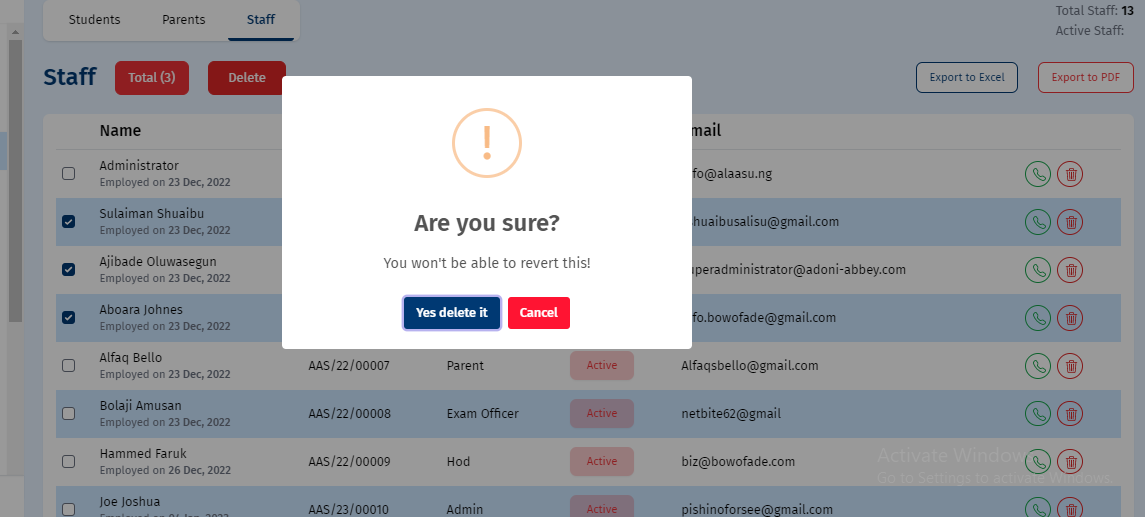 Students Parents Staff
Total Staff: 13
Active Staff:
Staff Total (3) Delete Export to Excel Export to PDF
Name mail
Administrator
Employed on 23 Dec, 2022
fo@alaasu.ng
Sulaiman Shuaibu
Employed on 23 Dec, 2022
shuaibusalisu@gmail.com
Ajibade Oluwasegun
Employed on 23 Dec, 2022
uperadministrator@adoni-abbey.com
Aboara Johnes
Employed on 23 Dec, 2022
fo.bowofade@gmail.com
!
Are you sure?
You won't be able to revert this!
Yes delete it Cancel
Alfaq Bello
Employed on 23 Dec, 2022
AAS/22/00007 Parent Active Alfaqsbello@gmail.com
Bolaji Amusan
Employed on 23 Dec, 2022
AAS/22/00008 Exam Officer Active netbite62@gmail
Hammed Faruk
Employed on 26 Dec, 2022
AAS/22/00009 Hod Active biz@bowofade.com
Activate Windows
Go to Settings to activate Windows.
Joe Joshua
Employed on 04 Jan, 2023
AAS/23/00010 Admin Active pishinoforsee@gmail.com